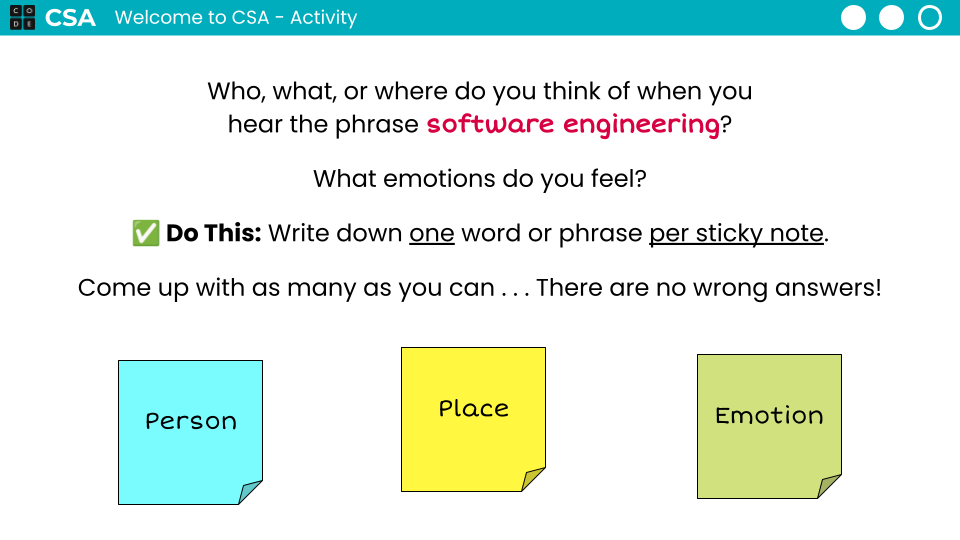 CODE CSA Welcome to CSA - Activity
Who, what, or where do you think of when you
hear the phrase software engineering?
What emotions do you feel?
✅ Do This: Write down one word or phrase per sticky note.
Come up with as many as you can . . . There are no wrong answers!
Person
Place
Emotion